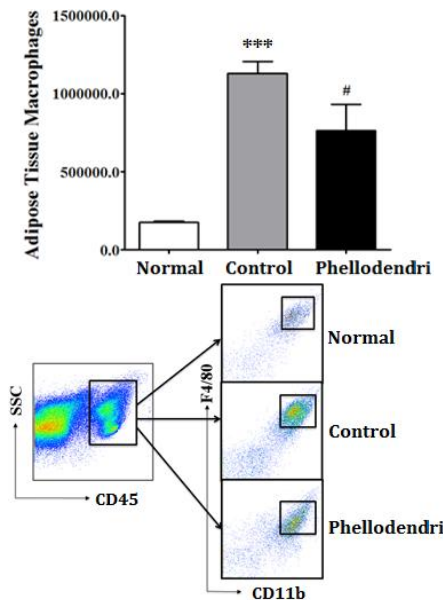 Adipose Tissue Macrophages
1500000.0
1000000.0
500000.0
0.0
***
#
Normal Control Phellodendri
SSC
CD45
F4/80
CD11b
Normal
Control
Phellodendri